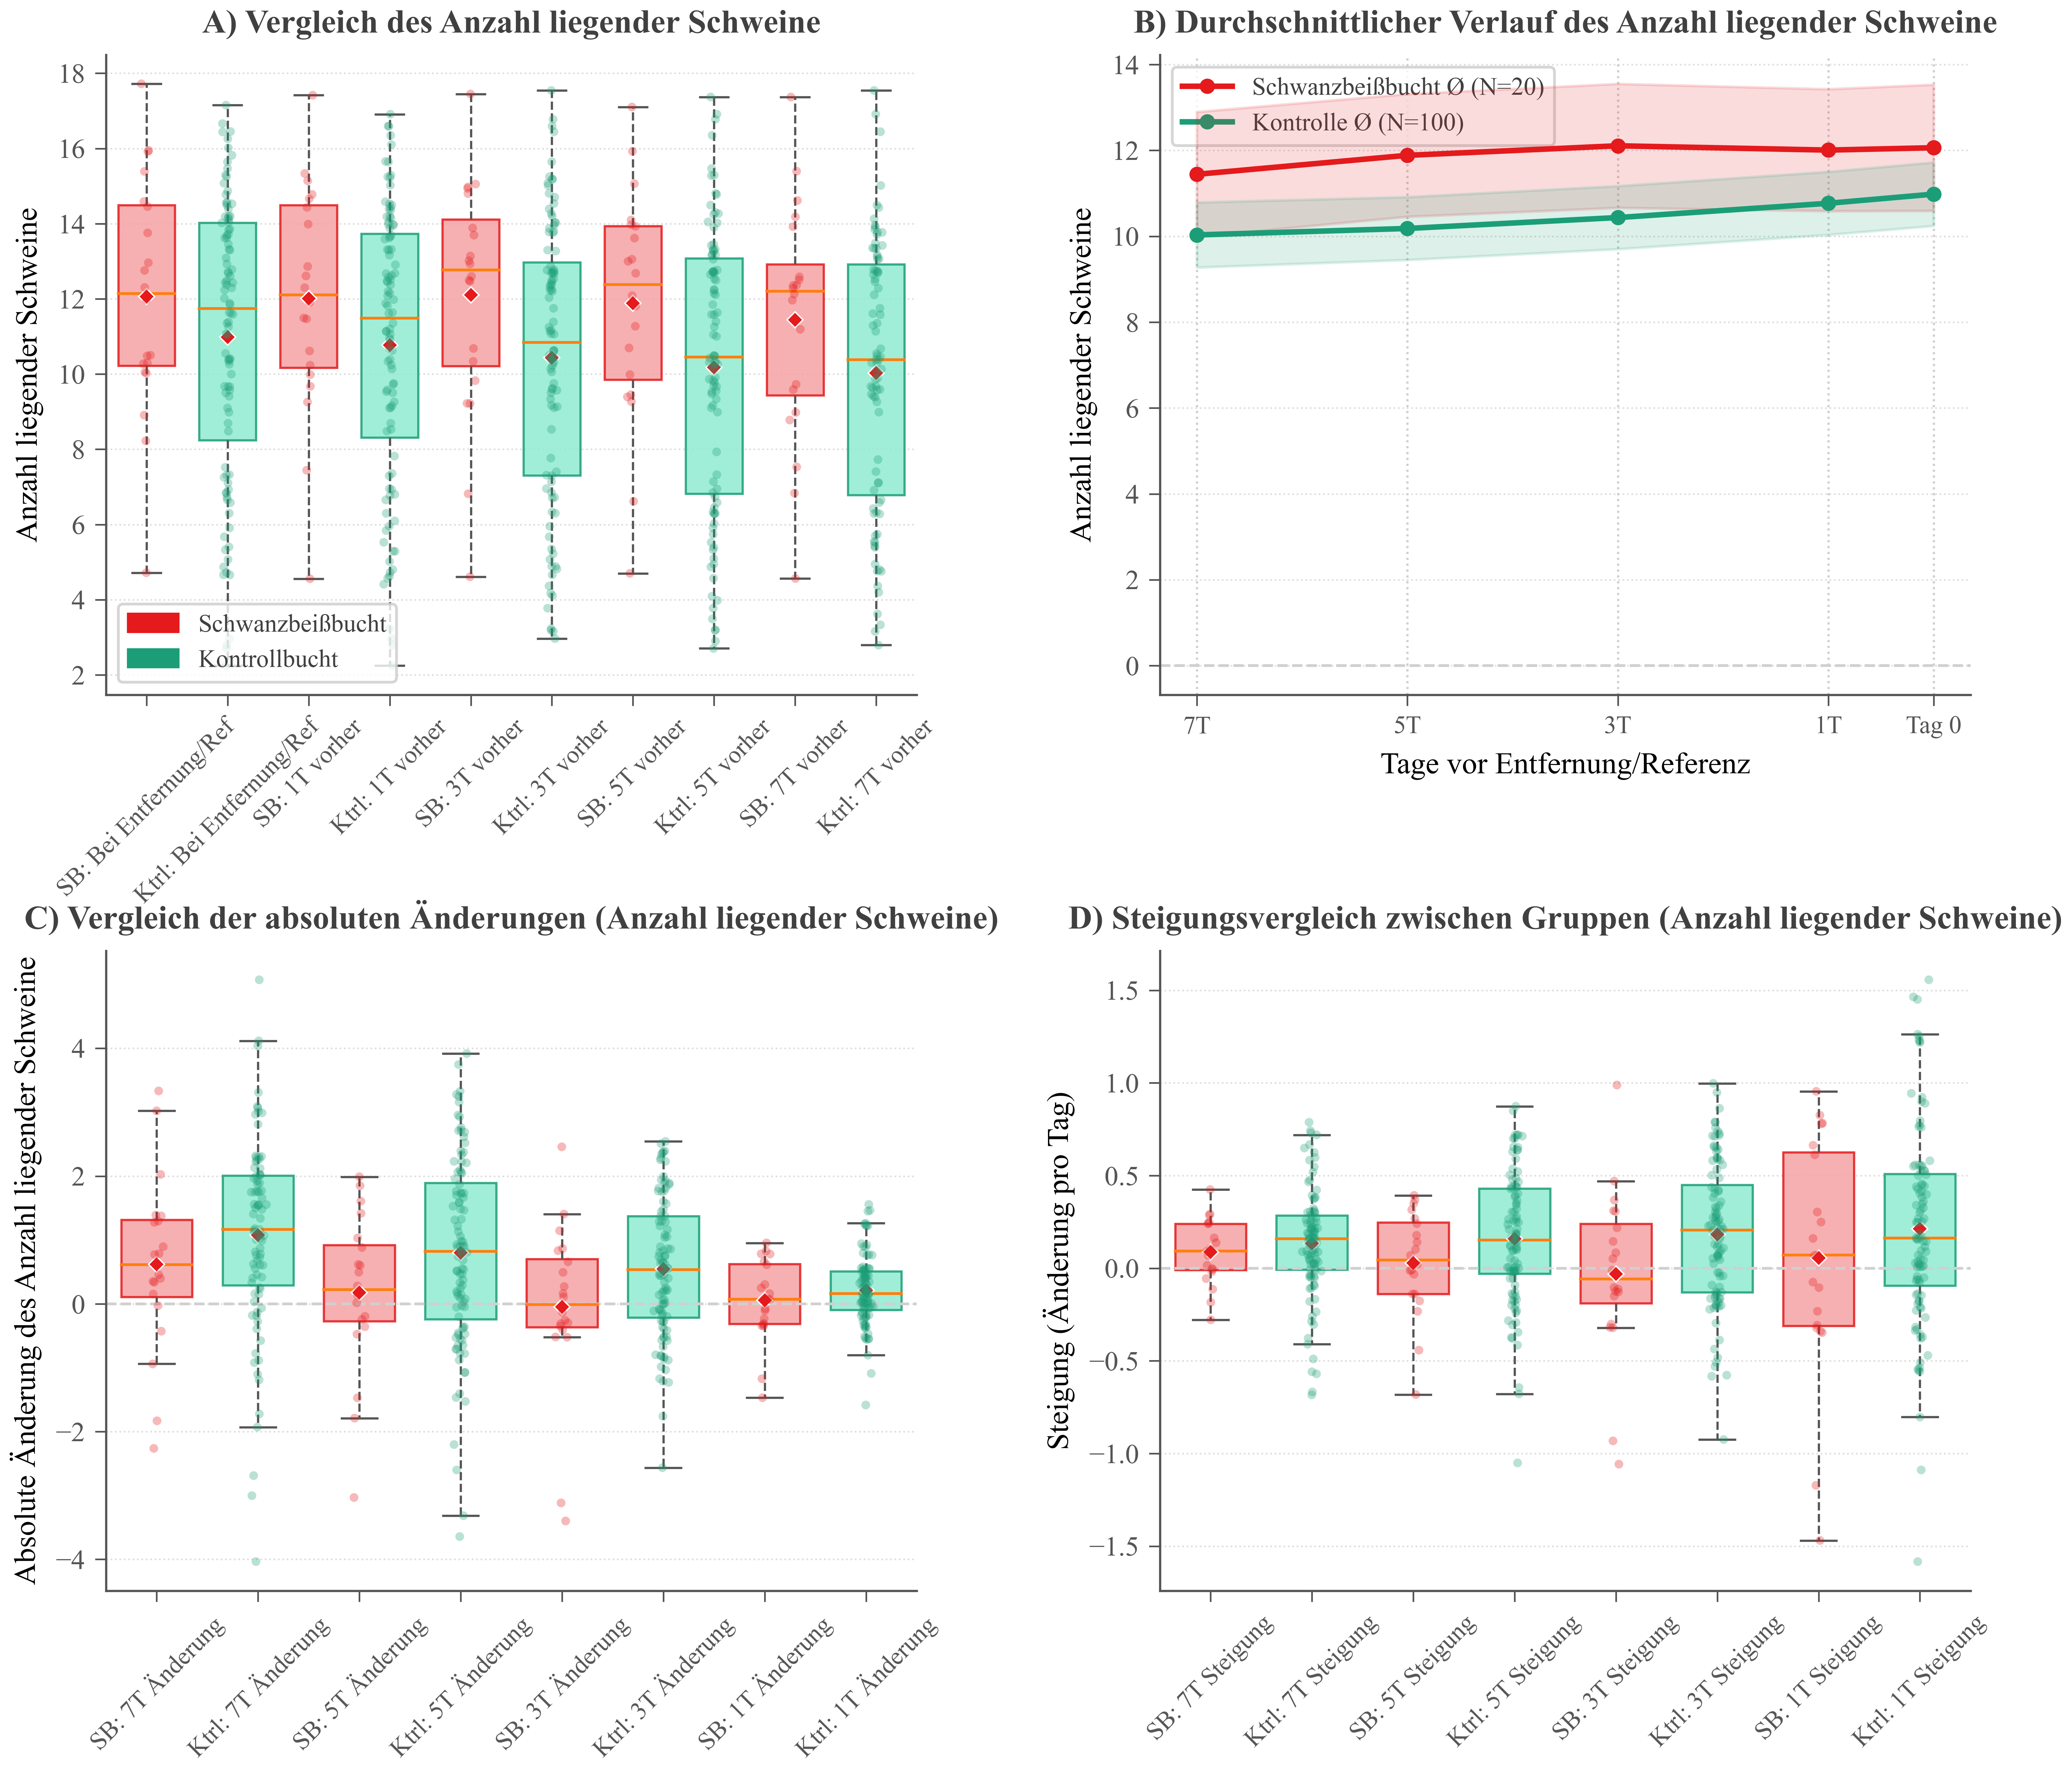 A) Vergleich des Anzahl liegender Schweine
Anzahl liegender Schweine
18
16
14
12
10
8
6
4
2
Schwanzbeißbucht
Kontrollbucht
SB: Bei Entfernung/Ref
Ktrl: Bei Entfernung/Ref
SB: 1T vorher
Ktrl: 1T vorher
SB: 3T vorher
Ktrl: 3T vorher
SB: 5T vorher
Ktrl: 5T vorher
SB: 7T vorher
Ktrl: 7T vorher
B) Durchschnittlicher Verlauf des Anzahl liegender Schweine
Anzahl liegender Schweine
14
12
10
8
6
4
2
0
Schwanzbeißbucht Ø (N=20)
Kontrolle Ø (N=100)
7T
5T
3T
1T
Tag 0
Tage vor Entfernung/Referenz
C) Vergleich der absoluten Änderungen (Anzahl liegender Schweine)
Absolute Änderung des Anzahl liegender Schweine
4
2
0
−2
−4
SB: 7T Änderung
Ktrl: 7T Änderung
SB: 5T Änderung
Ktrl: 5T Änderung
SB: 3T Änderung
Ktrl: 3T Änderung
SB: 1T Änderung
Ktrl: 1T Änderung
D) Steigungsvergleich zwischen Gruppen (Anzahl liegender Schweine)
Steigung (Änderung pro Tag)
1.5
1.0
0.5
0.0
−0.5
−1.0
−1.5
SB: 7T Steigung
Ktrl: 7T Steigung
SB: 5T Steigung
Ktrl: 5T Steigung
SB: 3T Steigung
Ktrl: 3T Steigung
SB: 1T Steigung
Ktrl: 1T Steigung